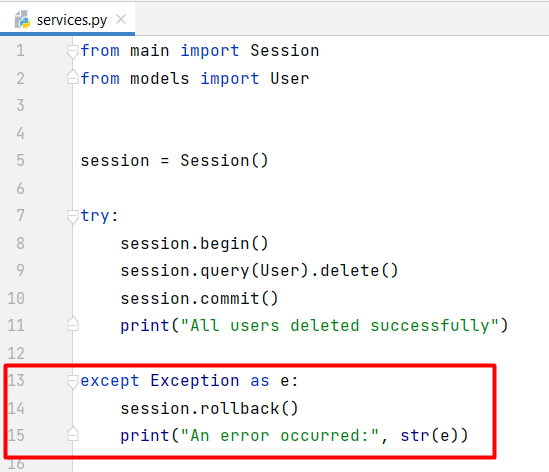 services.py
1 from main import Session
2 from models import User
3
4
5 session = Session()
6
7 try:
8     session.begin()
9     session.query(User).delete()
10     session.commit()
11     print("All users deleted successfully")
12
13 except Exception as e:
14     session.rollback()
15     print("An error occurred:", str(e))
16